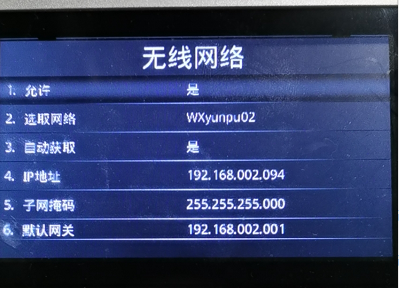 无线网络
1. 允许 是
2. 选取网络 WXyunpu02
3. 自动获取 是
4. IP地址 192.168.002.094
5. 子网掩码 255.255.255.000
6. 默认网关 192.168.002.001